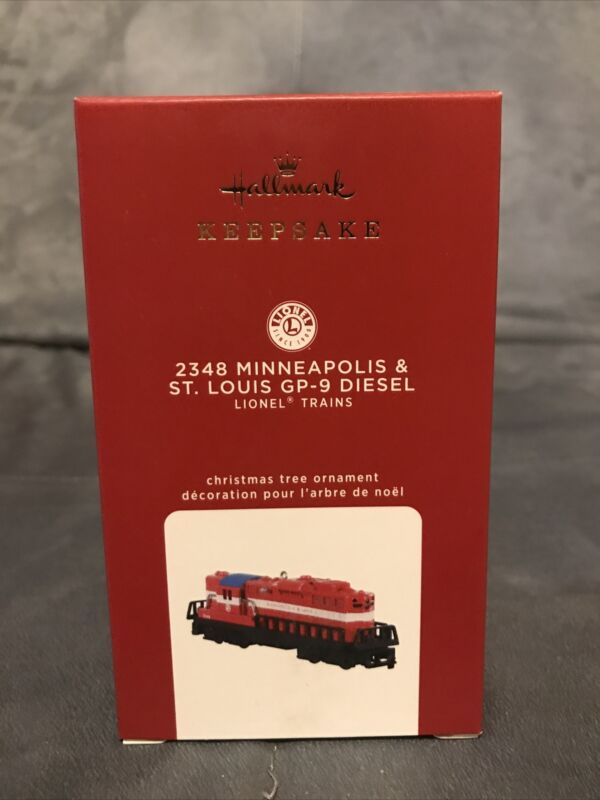 Hallmark
KEEPSAKE
LIONEL
L
SINCE 1900
2348 MINNEAPOLIS &
ST. LOUIS GP-9 DIESEL
LIONEL® TRAINS
christmas tree ornament
décoration pour l'arbre de noël